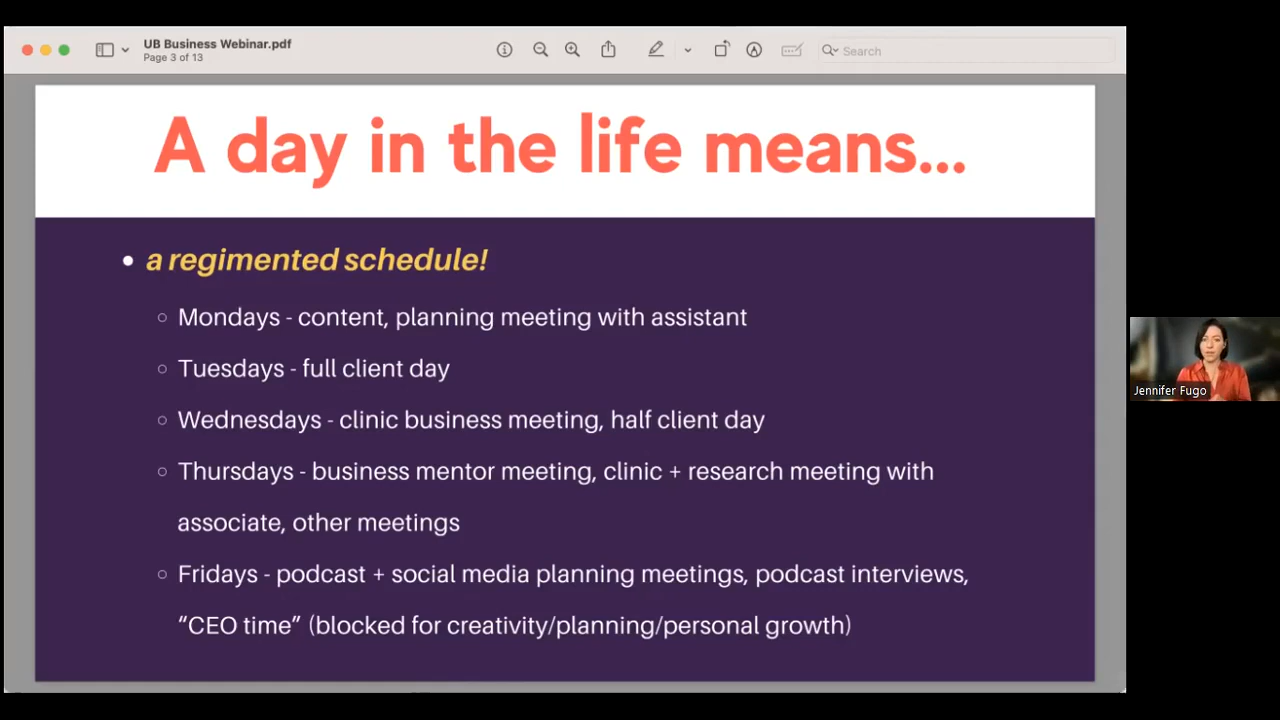 UB Business Webinar.pdf
Page 3 of 13
Search
A day in the life means...
a regimented schedule!
Mondays - content, planning meeting with assistant
Tuesdays - full client day
Wednesdays - clinic business meeting, half client day
Thursdays - business mentor meeting, clinic + research meeting with
associate, other meetings
Fridays - podcast + social media planning meetings, podcast interviews,
“CEO time” (blocked for creativity/planning/personal growth)
Jennifer Fugo